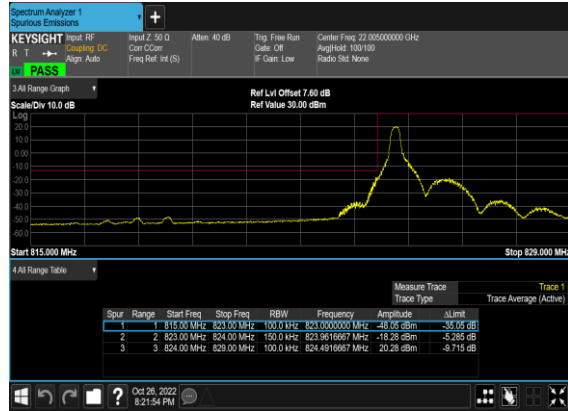 Spectrum Analyzer 1
Spurious Emissions
KEYSIGHT Input: RF Input Z: 50 Ω Atten: 40 dB Trig: Free Run Center Freq: 22.005000000 GHz
R T Coupling: DC Corr CCorr Gate: Off Avg|Hold: 100/100
Align: Auto Freq Ref: Int (S) IF Gain: Low Radio Std: None
PASS
3 All Range Graph
Ref Lvl Offset 7.60 dB
Scale/Div 10.0 dB Ref Value 30.00 dBm
Log
20.0
10.0
0.00
-10.0
-20.0
-30.0
-40.0
-50.0
-60.0
Start 815.000 MHz Stop 829.000 MHz
4 All Range Table
Measure Trace Trace 1
Trace Type Trace Average (Active)
Spur Range Start Freq Stop Freq RBW Frequency Amplitude ΔLimit
1 1 815.00 MHz 823.00 MHz 100.0 kHz 823.0000000 MHz -48.05 dBm -35.05 dB
2 2 823.00 MHz 824.00 MHz 150.0 kHz 823.9616667 MHz -18.28 dBm -5.285 dB
3 3 824.00 MHz 829.00 MHz 100.0 kHz 824.4916667 MHz 20.28 dBm -9.715 dB
? Oct 26, 2022
8:21:54 PM